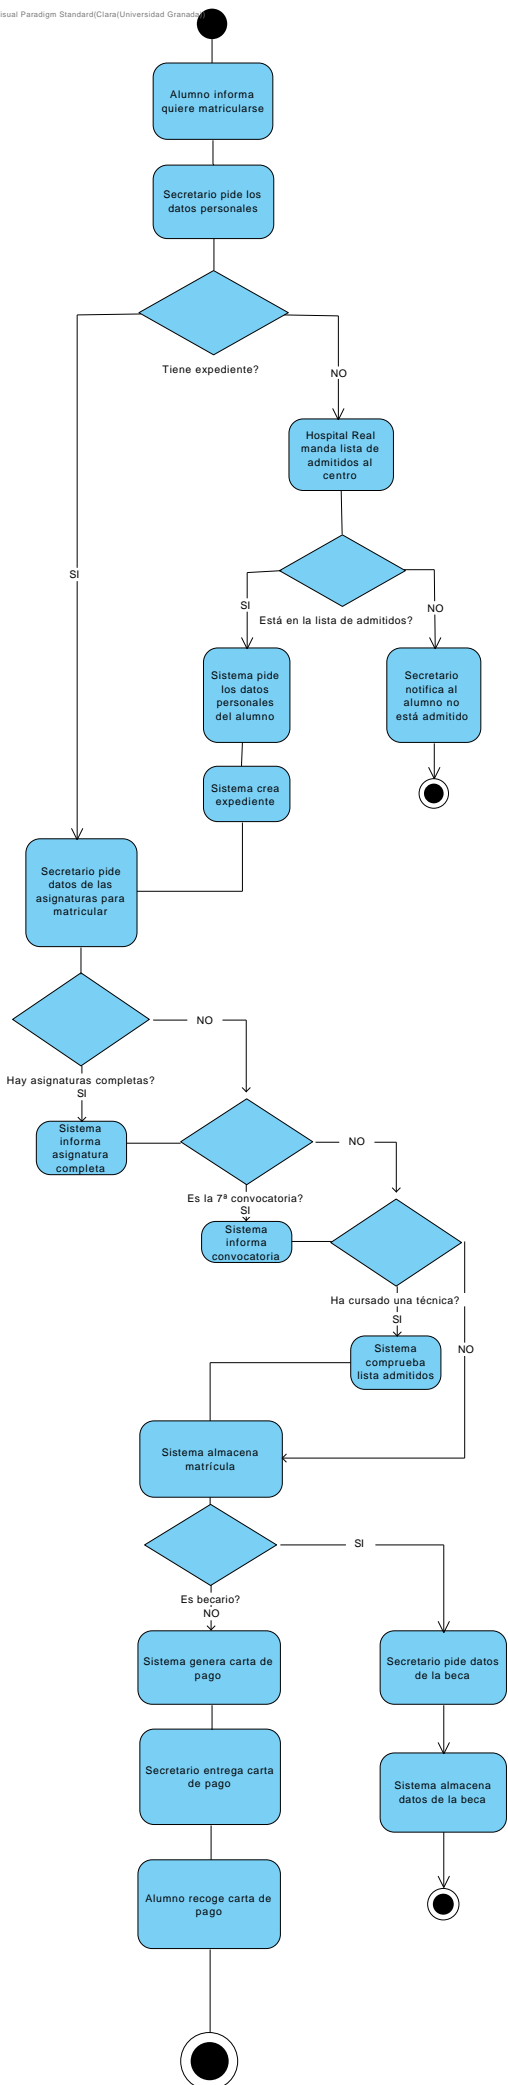 isual Paradigm Standard(Clara(Universidad Granada))
Alumno informa
quiere matricularse
Secretario pide los
datos personales
Tiene expediente?
NO
Hospital Real
manda lista de
admitidos al
centro
SI
SI
Está en la lista de admitidos?
NO
Sistema pide
los datos
personales
del alumno
Secretario
notifica al
alumno no
está admitido
Sistema crea
expediente
Secretario pide
datos de las
asignaturas para
matricular
NO
Hay asignaturas completas?
SI
Sistema
informa
asignatura
completa
NO
Es la 7ª convocatoria?
SI
Sistema
informa
convocatoria
Ha cursado una técnica?
SI
NO
Sistema
comprueba
lista admitidos
Sistema almacena
matrícula
SI
Es becario?
NO
Sistema genera carta de
pago
Secretario pide datos
de la beca
Secretario entrega carta
de pago
Sistema almacena
datos de la beca
Alumno recoge carta de
pago